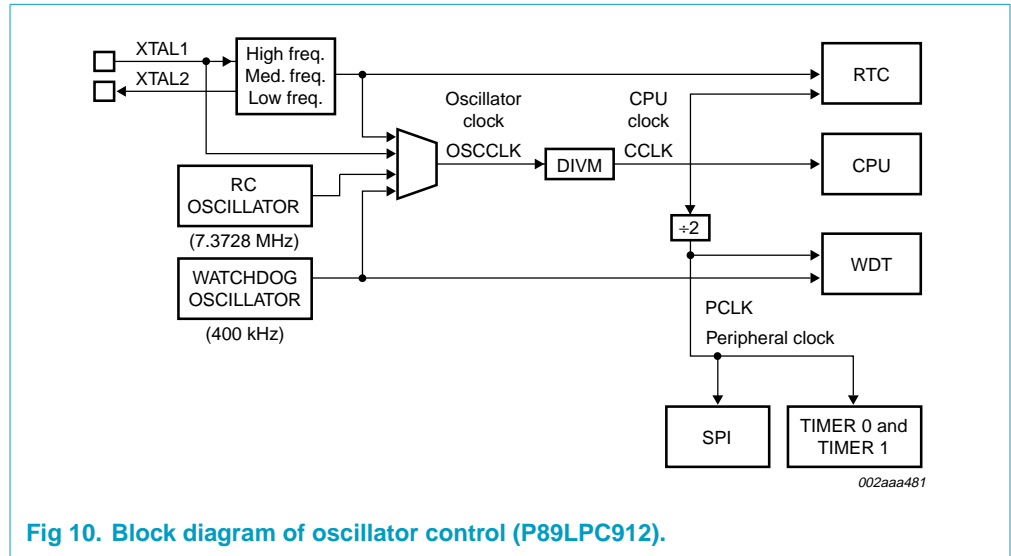 XTAL1
XTAL2
High freq.
Med. freq.
Low freq.
RTC
Oscillator
clock
OSCCLK
CPU
clock
CCLK
DIVM
CPU
RC
OSCILLATOR
(7.3728 MHz)
÷2
WATCHDOG
OSCILLATOR
(400 kHz)
WDT
PCLK
Peripheral clock
SPI
TIMER 0 and
TIMER 1
002aaa481
Fig 10. Block diagram of oscillator control (P89LPC912).